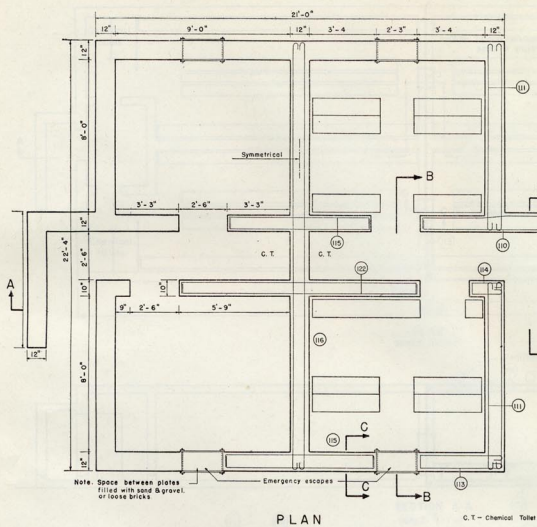 21'-0"
12" 9'-0" 12" 3'-4 2'-3" 3'-4 12"
12"
111
8'-0"
Symmetrical
B
3'-3" 2'-6" 3'-3"
12"
115
110
22'-4"
C. T. C. T.
A
2'-6"
122
114
10"
10"
9" 2'-6" 5'-9"
12"
116
8'-0"
111
115
C
12"
Note. Space between plates
filled with sand & gravel,
or loose bricks
Emergency escapes
113
C
B
PLAN
C. T. – Chemical Toilet